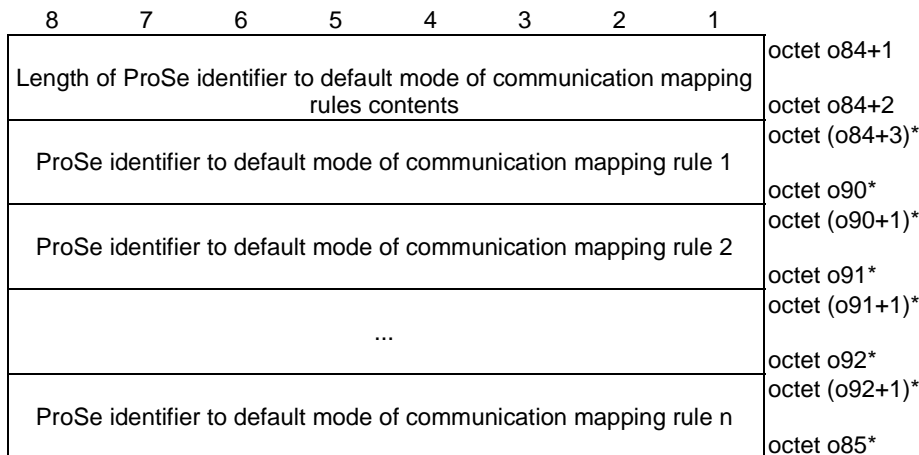 8 7 6 5 4 3 2 1
octet o84+1
Length of ProSe identifier to default mode of communication mapping
rules contents
octet o84+2
octet (o84+3)*
ProSe identifier to default mode of communication mapping rule 1
octet o90*
octet (o90+1)*
ProSe identifier to default mode of communication mapping rule 2
octet o91*
octet (o91+1)*
...
octet o92*
octet (o92+1)*
ProSe identifier to default mode of communication mapping rule n
octet o85*